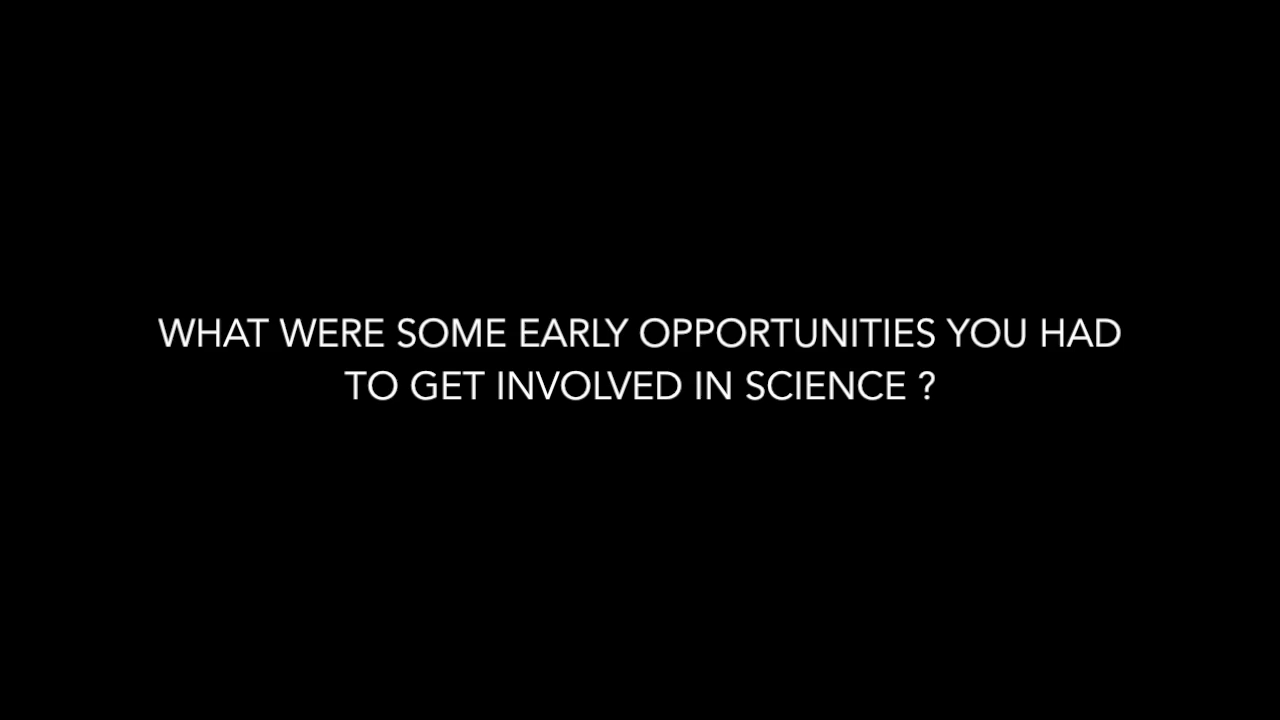 WHAT WERE SOME EARLY OPPORTUNITIES YOU HAD
TO GET INVOLVED IN SCIENCE ?